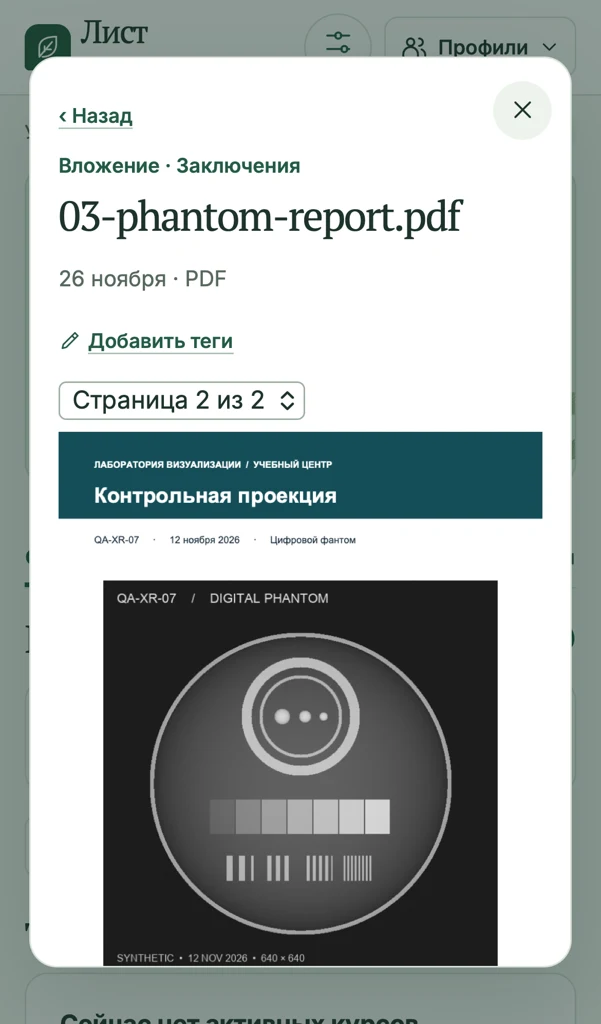 Лист
Профили
‹ Назад
Вложение · Заключения
03-phantom-report.pdf
26 ноября · PDF
Добавить теги
Страница 2 из 2
ЛАБОРАТОРИЯ ВИЗУАЛИЗАЦИИ / УЧЕБНЫЙ ЦЕНТР
Контрольная проекция
QA-XR-07 · 12 ноября 2026 · Цифровой фантом
QA-XR-07 / DIGITAL PHANTOM
SYNTHETIC • 12 NOV 2026 • 640 × 640
Сейчас нет активных курсов